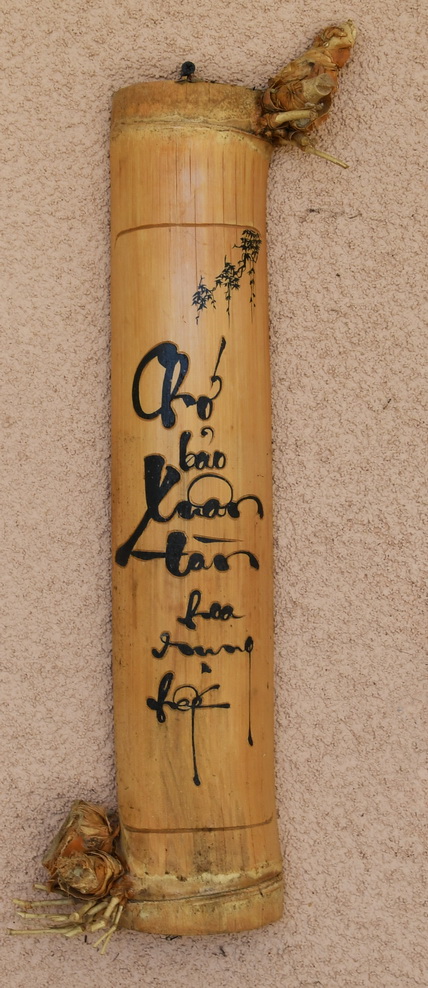 Chớ
bảo
Xuân
tàn
hoa
rụng
hết